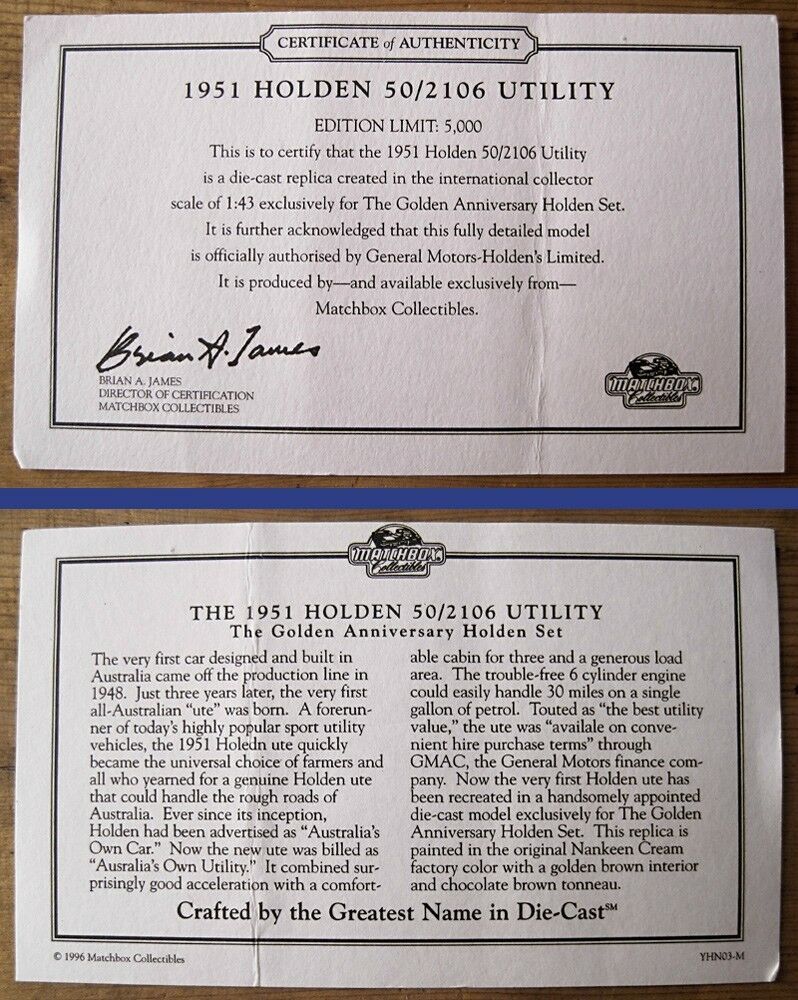 CERTIFICATE of AUTHENTICITY
1951 HOLDEN 50/2106 UTILITY
EDITION LIMIT: 5,000
This is to certify that the 1951 Holden 50/2106 Utility
is a die-cast replica created in the international collector
scale of 1:43 exclusively for The Golden Anniversary Holden Set.
It is further acknowledged that this fully detailed model
is officially authorised by General Motors-Holden's Limited.
It is produced by—and available exclusively from—
Matchbox Collectibles.
Brian A. James
BRIAN A. JAMES
DIRECTOR OF CERTIFICATION
MATCHBOX COLLECTIBLES
MATCHBOX
Collectibles
MATCHBOX
Collectibles
THE 1951 HOLDEN 50/2106 UTILITY
The Golden Anniversary Holden Set
The very first car designed and built in
Australia came off the production line in
1948. Just three years later, the very first
all-Australian "ute" was born. A forerun-
ner of today's highly popular sport utility
vehicles, the 1951 Holedn ute quickly
became the universal choice of farmers and
all who yearned for a genuine Holden ute
that could handle the rough roads of
Australia. Ever since its inception,
Holden had been advertised as "Australia's
Own Car." Now the new ute was billed as
"Ausralia's Own Utility." It combined sur-
prisingly good acceleration with a comfort-
able cabin for three and a generous load
area. The trouble-free 6 cylinder engine
could easily handle 30 miles on a single
gallon of petrol. Touted as "the best utility
value," the ute was "availale on conve-
nient hire purchase terms" through
GMAC, the General Motors finance com-
pany. Now the very first Holden ute has
been recreated in a handsomely appointed
die-cast model exclusively for The Golden
Anniversary Holden Set. This replica is
painted in the original Nankeen Cream
factory color with a golden brown interior
and chocolate brown tonneau.
Crafted by the Greatest Name in Die-Cast℠
© 1996 Matchbox Collectibles
YHN03-M